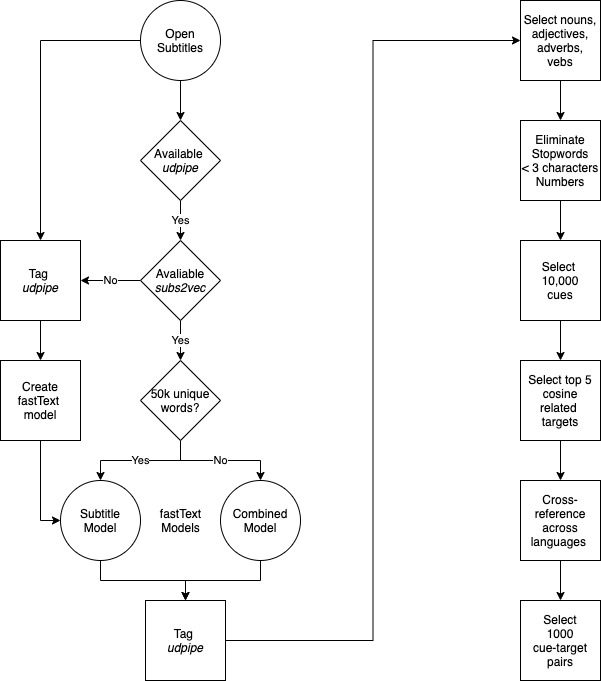 Open
Subtitles
Available
udpipe
Yes
Tag
udpipe
No
Avaliable
subs2vec
Yes
Create
fastText
model
50k unique
words?
Yes
No
Subtitle
Model
fastText
Models
Combined
Model
Tag
udpipe
Select nouns,
adjectives,
adverbs,
vebs
Eliminate
Stopwords
< 3 characters
Numbers
Select
10,000
cues
Select top 5
cosine
related
targets
Cross-
reference
across
languages
Select
1000
cue-target
pairs